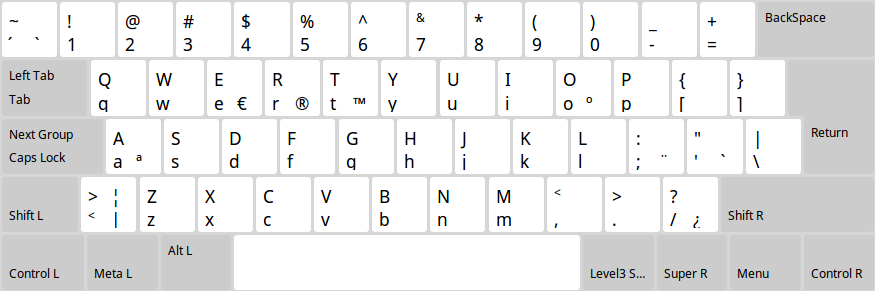 ~ ! @ # $ % ^ & * ( ) _ + BackSpace
´ ` 1 2 3 4 5 6 7 8 9 0 - =
Left Tab Q W E R T Y U I O P { }
Tab q w e € r ® t ™ y u i o º p [ ]
Next Group A S D F G H J K L : " | Return
Caps Lock a ª s d f g h j k l ; ¨ ' ` \
> ¦ Z X C V B N M < > ?
Shift L < | z x c v b n m , . / ¿ Shift R
Alt L
Control L Meta L Level3 S... Super R Menu Control R